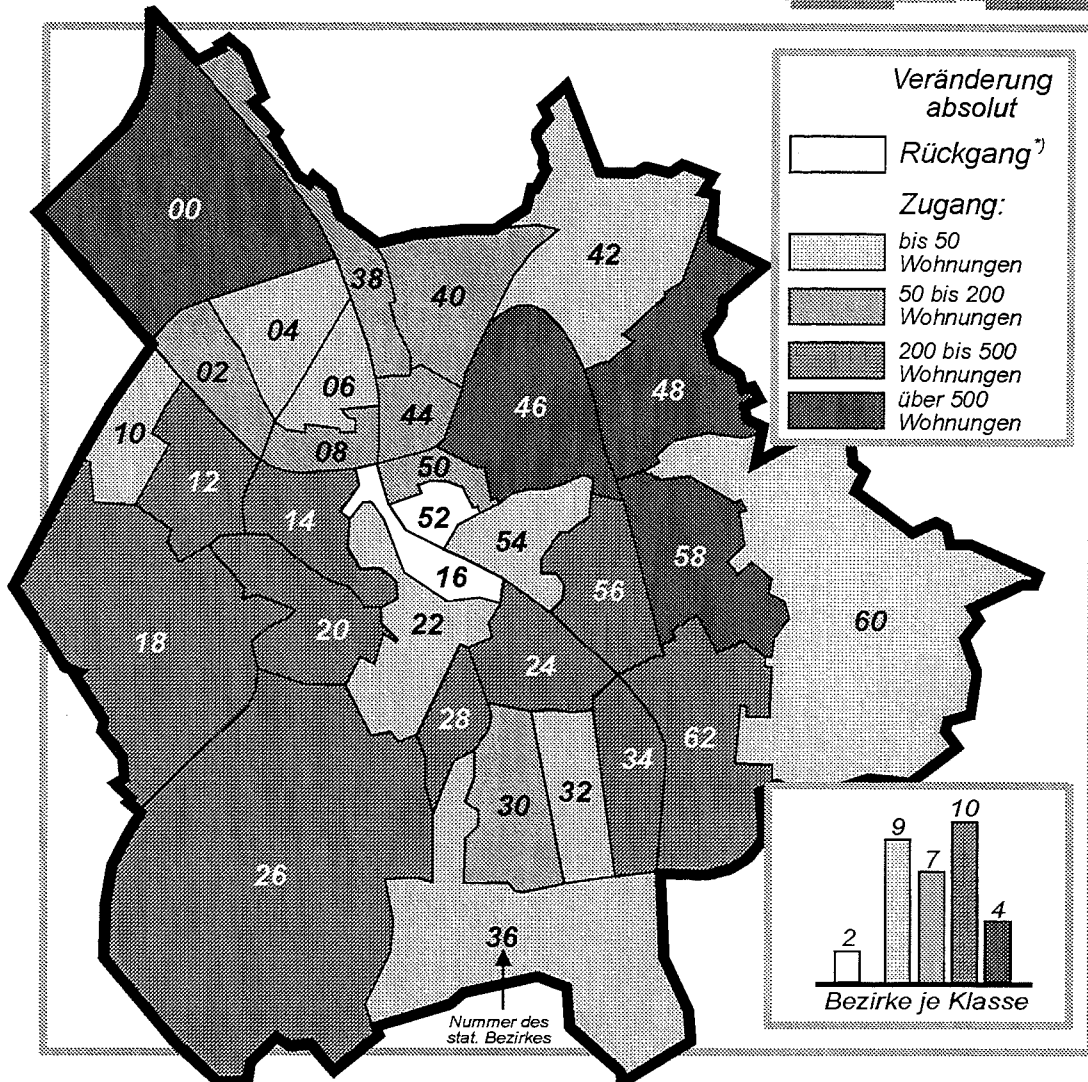 Veränderung
absolut
Rückgang*)
Zugang:
bis 50
Wohnungen
50 bis 200
Wohnungen
200 bis 500
Wohnungen
über 500
Wohnungen
00
42
38
40
04
02
06
46
48
44
10
08
50
12
52
14
54
58
16
56
22
60
18
20
24
28
62
34
30
32
26
36
Nummer des
stat. Bezirkes
9
7
10
4
2
Bezirke je Klasse